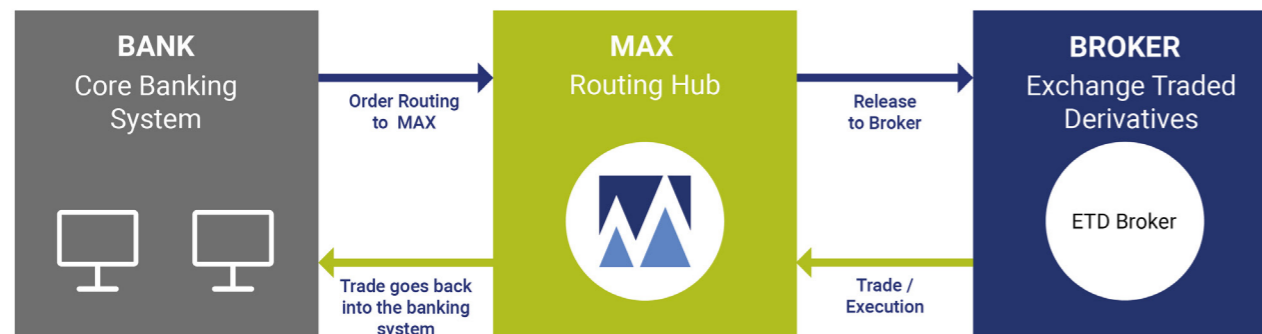 BANK
Core Banking
System
Order Routing
to MAX
MAX
Routing Hub
Release
to Broker
BROKER
Exchange Traded
Derivatives
ETD Broker
Trade goes back
into the banking
system
Trade /
Execution